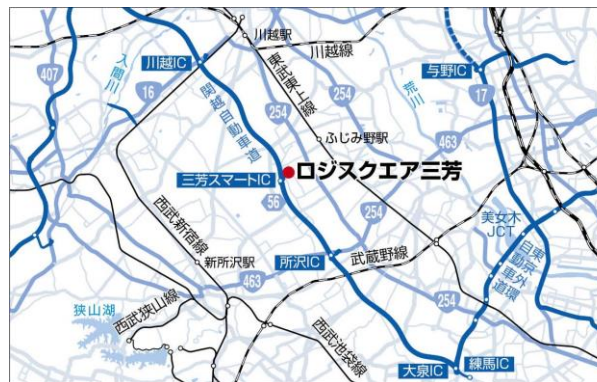 川越駅
川越線
川越IC
入間川
407
16
関越自動車道
東武東上線
254
254
荒川
与野IC
17
ふじみ野駅
463
ロジスクエア三芳
三芳スマートIC
56
254
西武新宿線
新所沢駅
463
所沢IC
武蔵野線
美女木
JCT
東京外環
自動車道
狭山湖
西武狭山線
254
西武池袋線
大泉IC
練馬IC